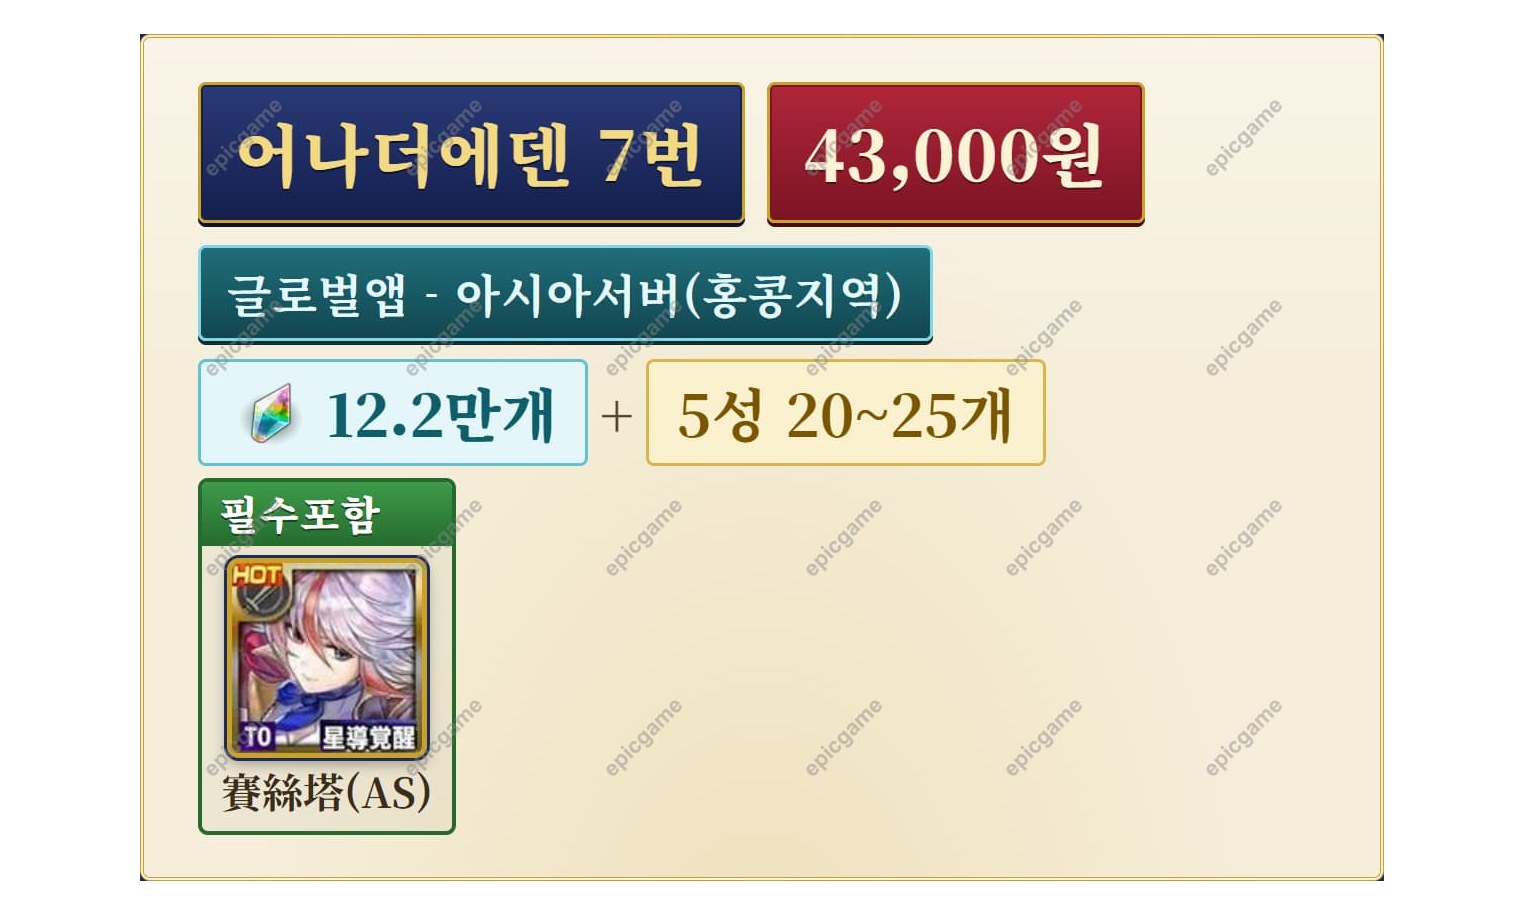 어나더에덴 7번
43,000원
글로벌앱 - 아시아서버(홍콩지역)
12.2만개 + 5성 20~25개
필수포함
HOT
T0 星導覚醒
賽絲塔(AS)
epicgame